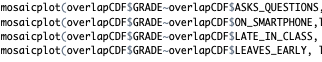 mosaicplot(overlapCDF$GRADE~overlapCDF$ASKS_QUESTIONS,
mosaicplot(overlapCDF$GRADE~overlapCDF$ON_SMARTPHONE,T
mosaicplot(overlapCDF$GRADE~overlapCDF$LATE_IN_CLASS,
mosaicplot(overlapCDF$GRADE~overlapCDF$LEAVES_EARLY, T